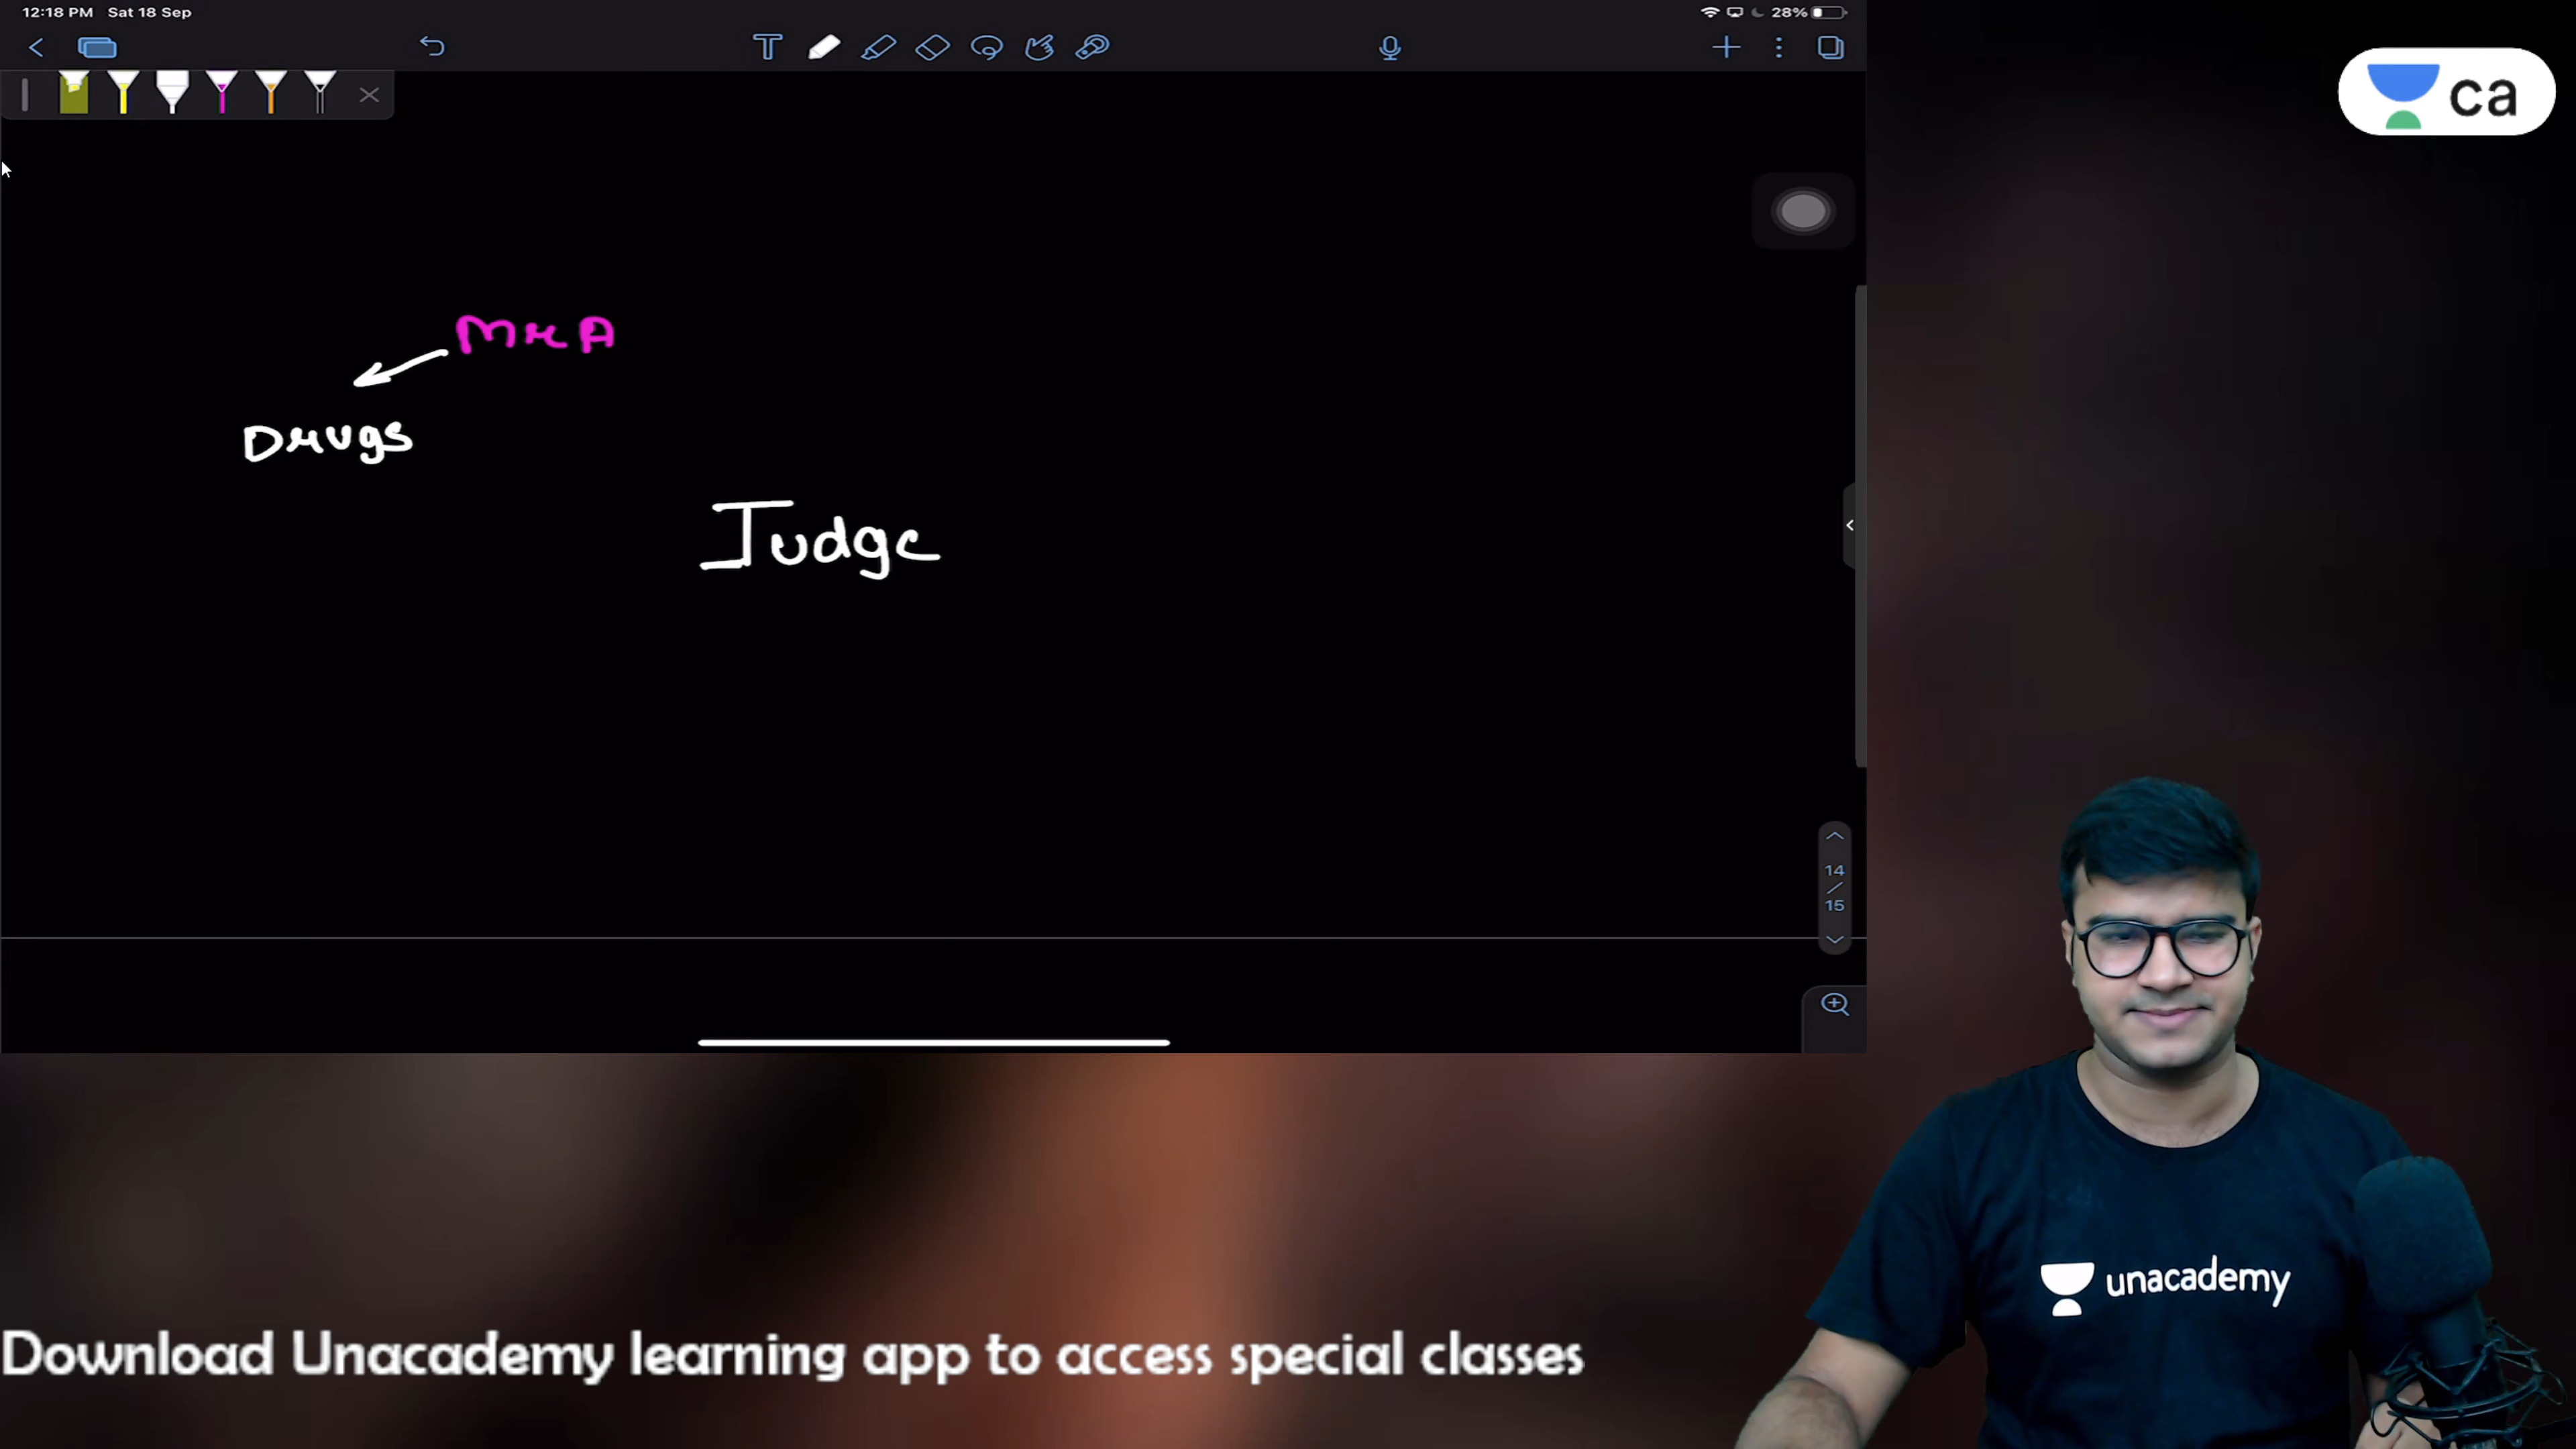 12:18 PM Sat 18 Sep
28%
ca
Mr A
Drugs
Judge
14
15
unacademy
Download Unacademy learning app to access special classes